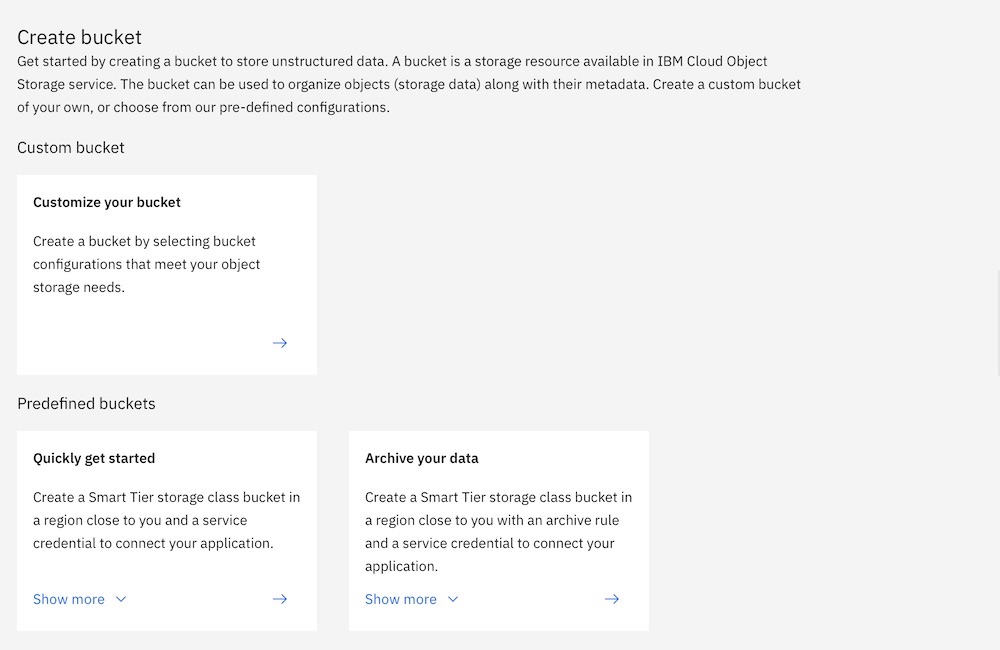 Create bucket
Get started by creating a bucket to store unstructured data. A bucket is a storage resource available in IBM Cloud Object
Storage service. The bucket can be used to organize objects (storage data) along with their metadata. Create a custom bucket
of your own, or choose from our pre-defined configurations.
Custom bucket
Customize your bucket
Create a bucket by selecting bucket
configurations that meet your object
storage needs.
Predefined buckets
Quickly get started
Create a Smart Tier storage class bucket in
a region close to you and a service
credential to connect your application.
Show more
Archive your data
Create a Smart Tier storage class bucket in
a region close to you with an archive rule
and a service credential to connect your
application.
Show more